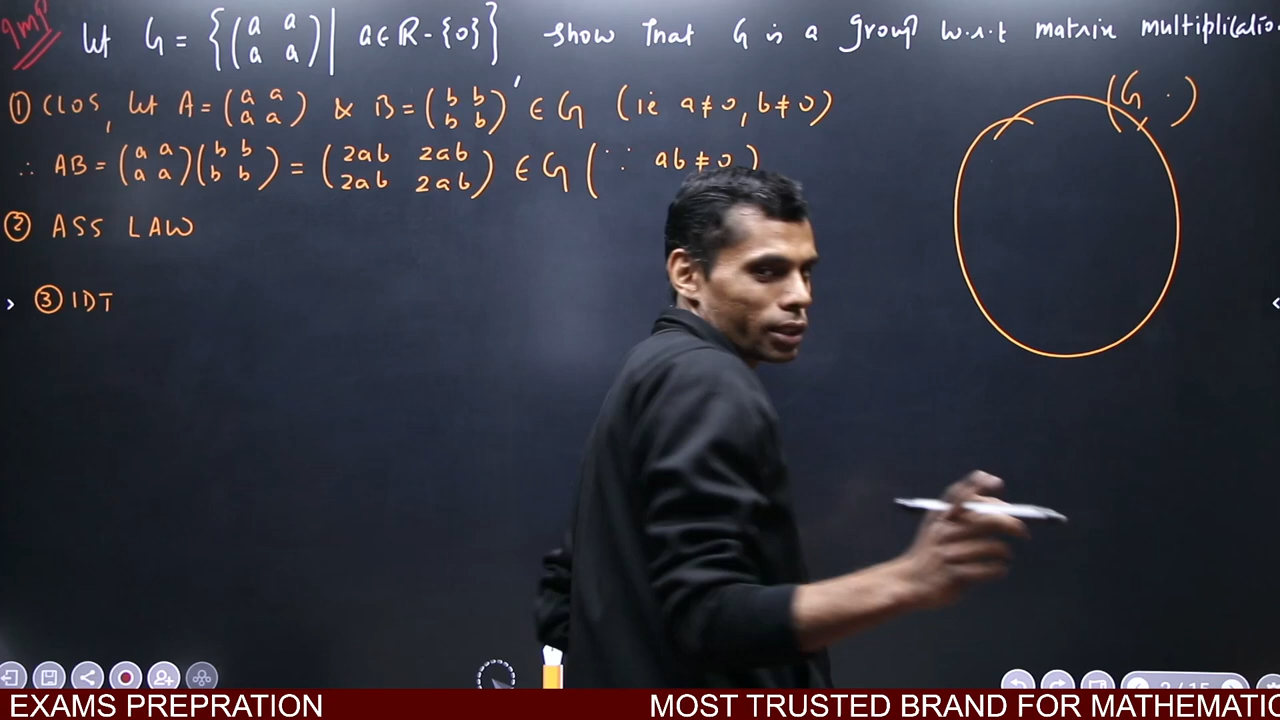 Imp
Let G = {(a a a a) | a ∈ R - {0}} show that G is a group w.r.t matrix multiplicatio
① CLOS, Let A = (a a a a) & B = (b b b b) ∈ G (ie a ≠ 0, b ≠ 0)
(G .)
∴ AB = (a a a a)(b b b b) = (2ab 2ab 2ab 2ab) ∈ G (∵ ab ≠ 0)
② ASS LAW
③ IDT
EXAMS PREPRATION MOST TRUSTED BRAND FOR MATHEMATIC